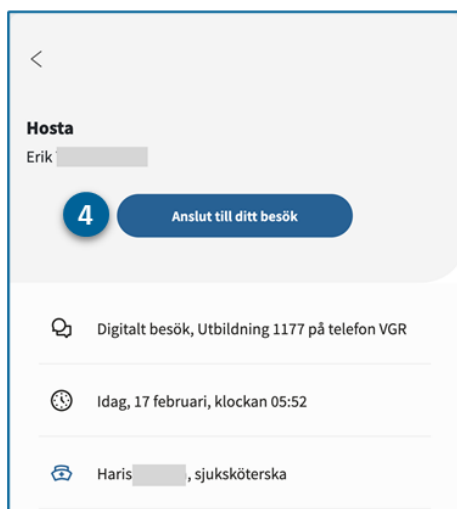 Hosta
Erik
4
Anslut till ditt besök
Digitalt besök, Utbildning 1177 på telefon VGR
Idag, 17 februari, klockan 05:52
Haris , sjuksköterska